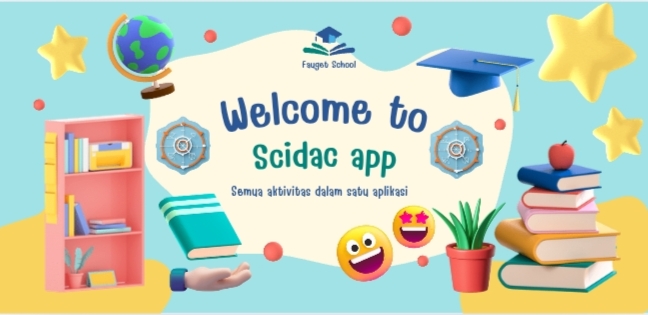 Fauget School
Welcome to
Scidac app
Semua aktivitas dalam satu aplikasi